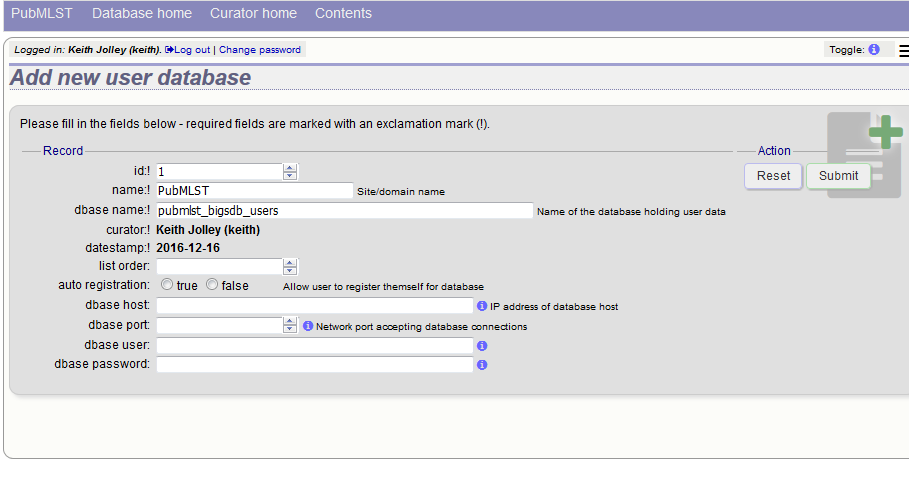 PubMLST Database home Curator home Contents
Logged in: Keith Jolley (keith). Log out | Change password Toggle:
Add new user database
Please fill in the fields below - required fields are marked with an exclamation mark (!).
Record Action
id:! 1 Reset Submit
name:! PubMLST Site/domain name
dbase name:! pubmlst_bigsdb_users Name of the database holding user data
curator:! Keith Jolley (keith)
datestamp:! 2016-12-16
list order:
auto registration: true false Allow user to register themself for database
dbase host: IP address of database host
dbase port: Network port accepting database connections
dbase user:
dbase password: